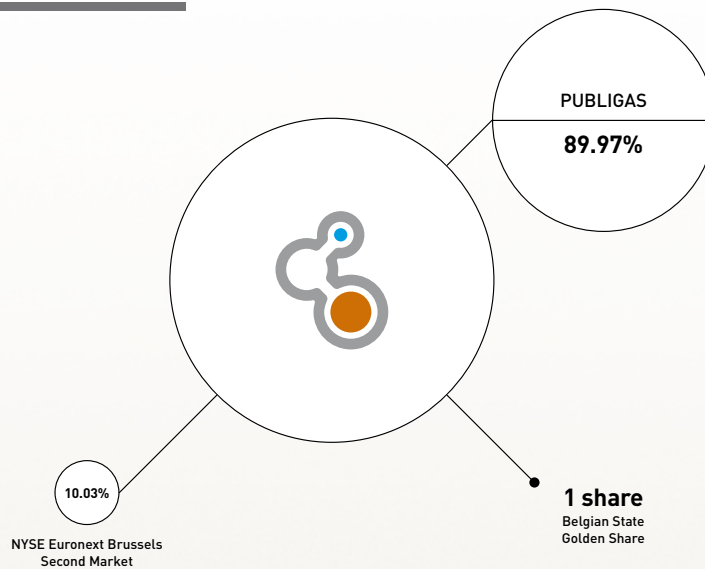 PUBLIGAS
89.97%
10.03%
NYSE Euronext Brussels
Second Market
1 share
Belgian State
Golden Share